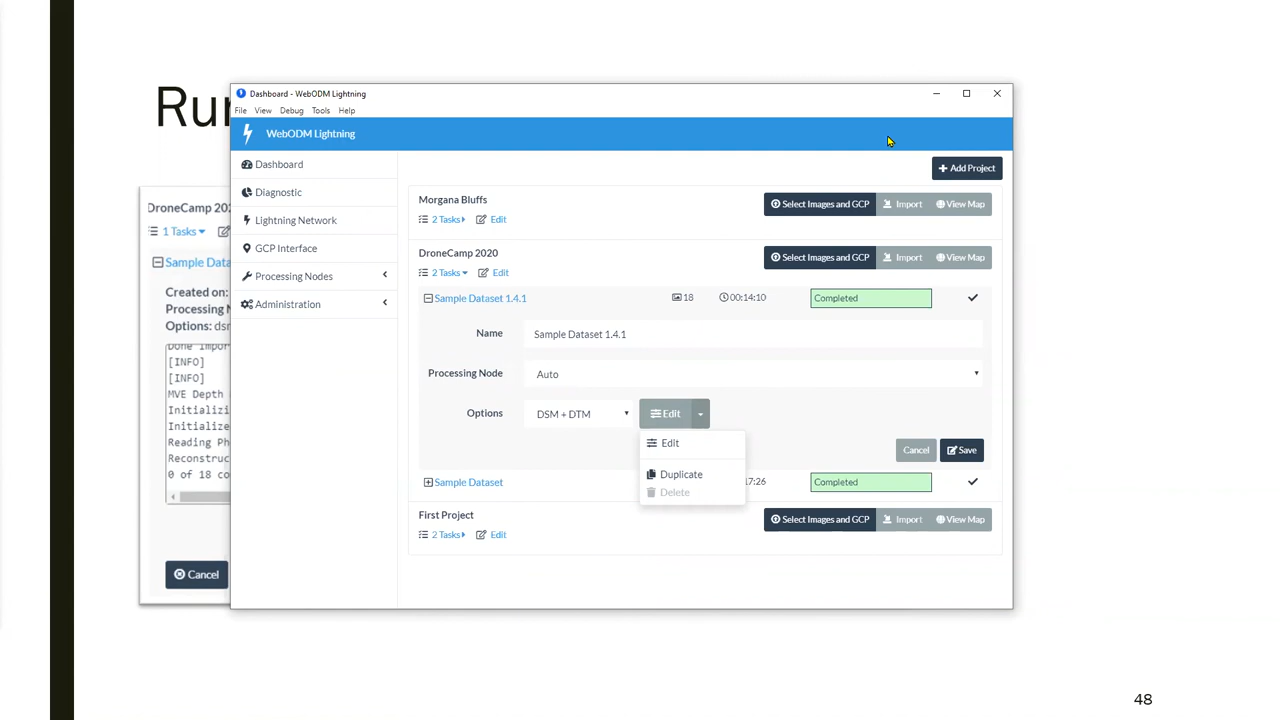 Ru
DroneCamp 202
1 Tasks
Sample Data
Created on:
Processing N
Options: dsn
Done Impor
[INFO]
[INFO]
MVE Depth
Initializi
Initializi
Reading Ph
Reconstruc
0 of 18 co
Cancel
Dashboard - WebODM Lightning
File View Debug Tools Help
WebODM Lightning
Dashboard
Diagnostic
Lightning Network
GCP Interface
Processing Nodes
Administration
Add Project
Morgana Bluffs
Select Images and GCP Import View Map
2 Tasks Edit
DroneCamp 2020
Select Images and GCP Import View Map
2 Tasks Edit
Sample Dataset 1.4.1 18 00:14:10 Completed
Name Sample Dataset 1.4.1
Processing Node Auto
Options DSM + DTM Edit
Edit
Duplicate
Delete
Cancel Save
Sample Dataset 17:26 Completed
First Project
Select Images and GCP Import View Map
2 Tasks Edit
48